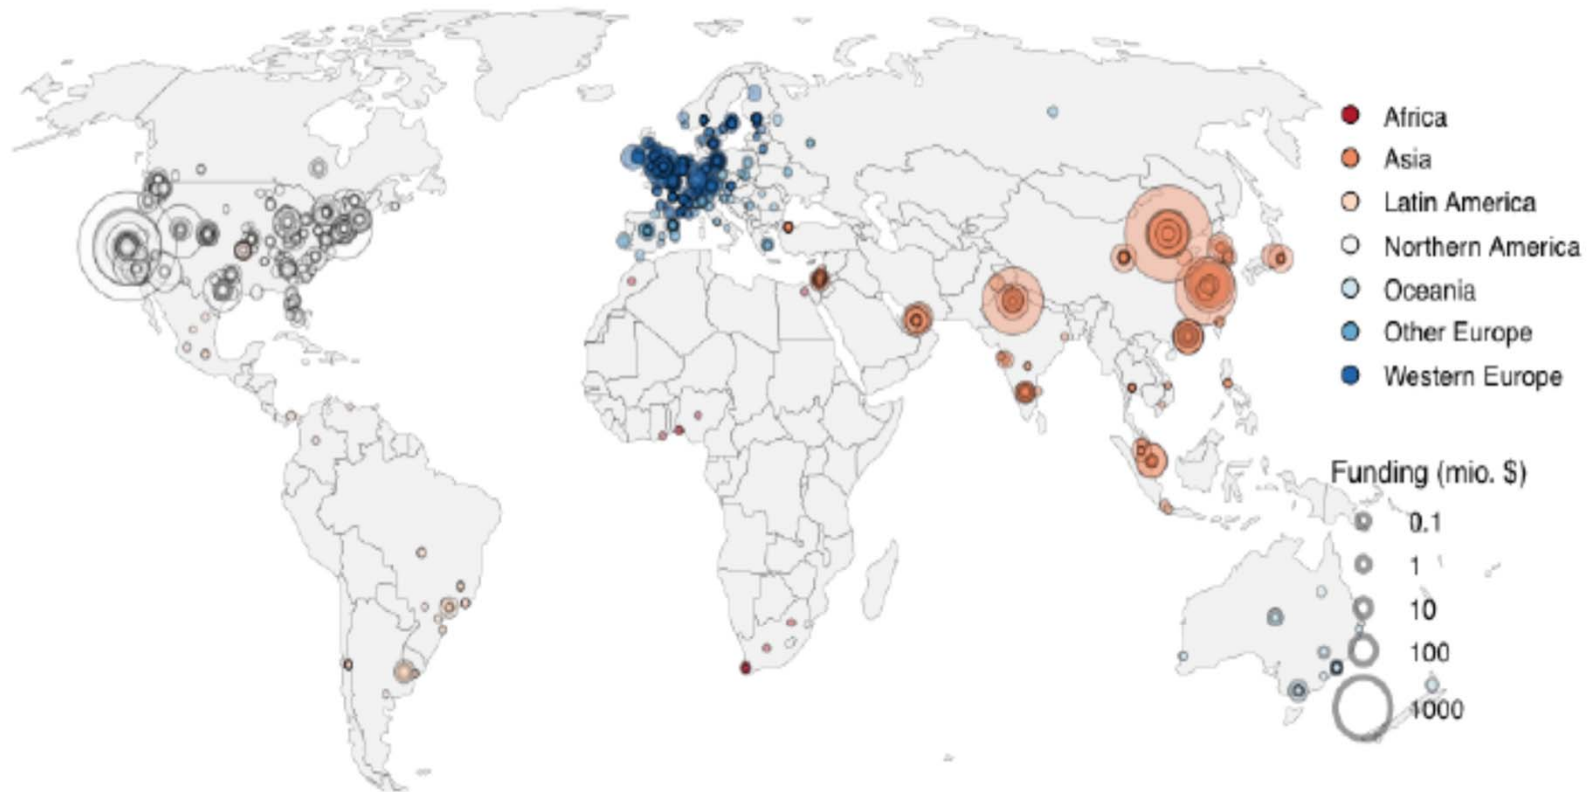 Africa
Asia
Latin America
Northern America
Oceania
Other Europe
Western Europe
Funding (mio. $)
0.1
1
10
100
1000